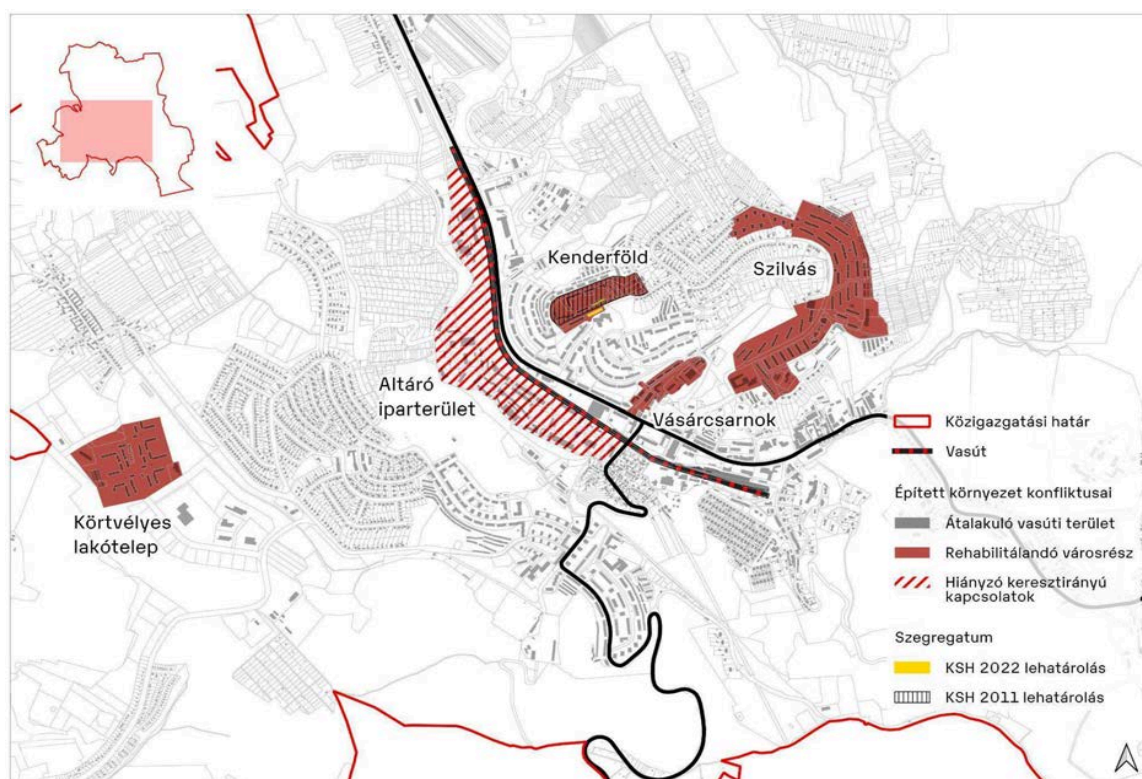 Kenderföld
Szilvás
Altáró
iparterület
Vásárcsarnok
Körtvélyes
lakótelep
Közigazgatási határ
Vasút
Épített környezet konfliktusai
Átalakuló vasúti terület
Rehabilitálandó városrész
Hiányzó keresztirányú
kapcsolatok
Szegregatum
KSH 2022 lehatárolás
KSH 2011 lehatárolás